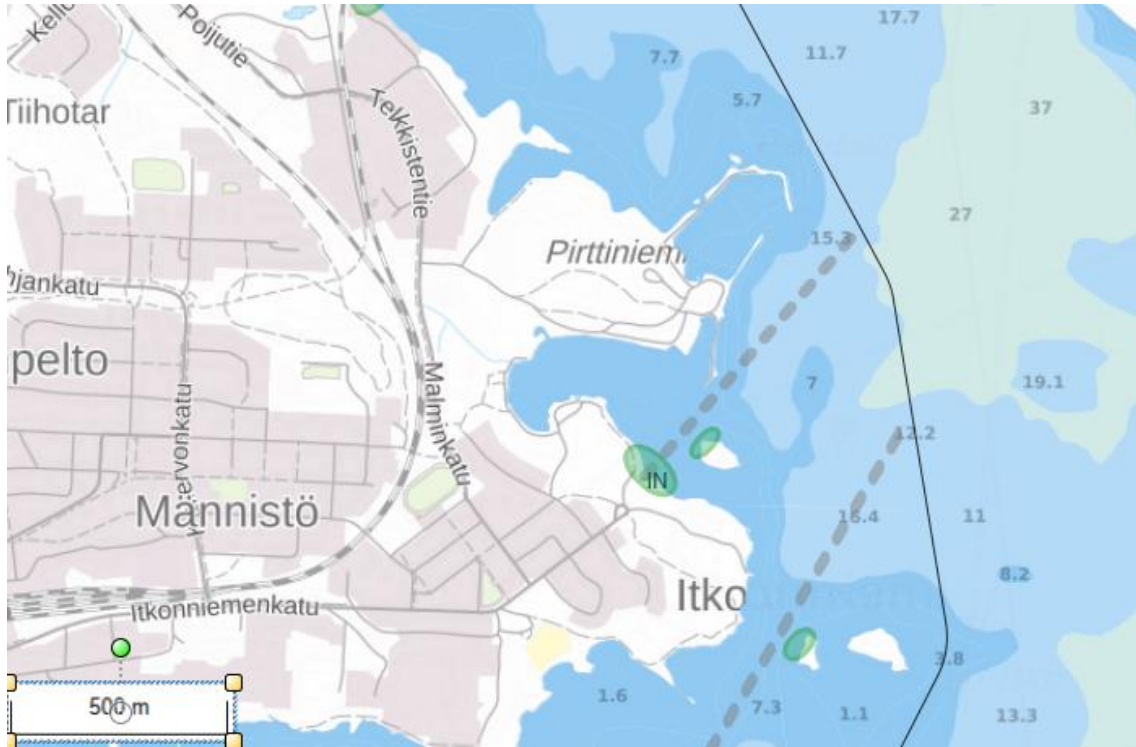 Kello
Poijutie
17.7
11.7
7.7
5.7
37
Tiihotar
Telkkistentie
27
15.3
Pirttiniemi
pelto
19.1
7
Malminkatu
12.2
IN
Männistö
16.4
11
8.2
Itko
Itkonniemenkatu
3.8
1.6
7.3
1.1
13.3
500 m